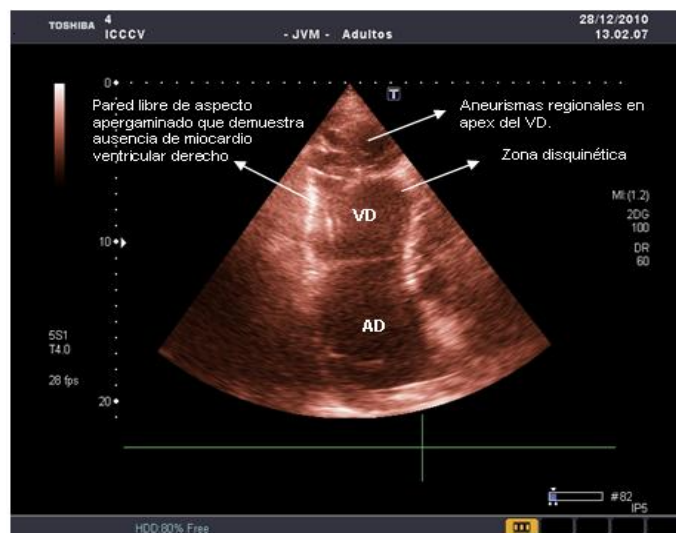 TOSHIBA
4
ICCCV
- JVM - Adultos
28/12/2010
13.02.07
0
T
Pared libre de aspecto
apergaminado que demuestra
ausencia de miocardio
ventricular derecho
Aneurismas regionales en
apex del VD.
Zona disquinética
VD
MI:(1.2)
2DG
100
DR
60
10
AD
5S1
T4.0
28 fps
20
#82
IP5
HDD:80% Free